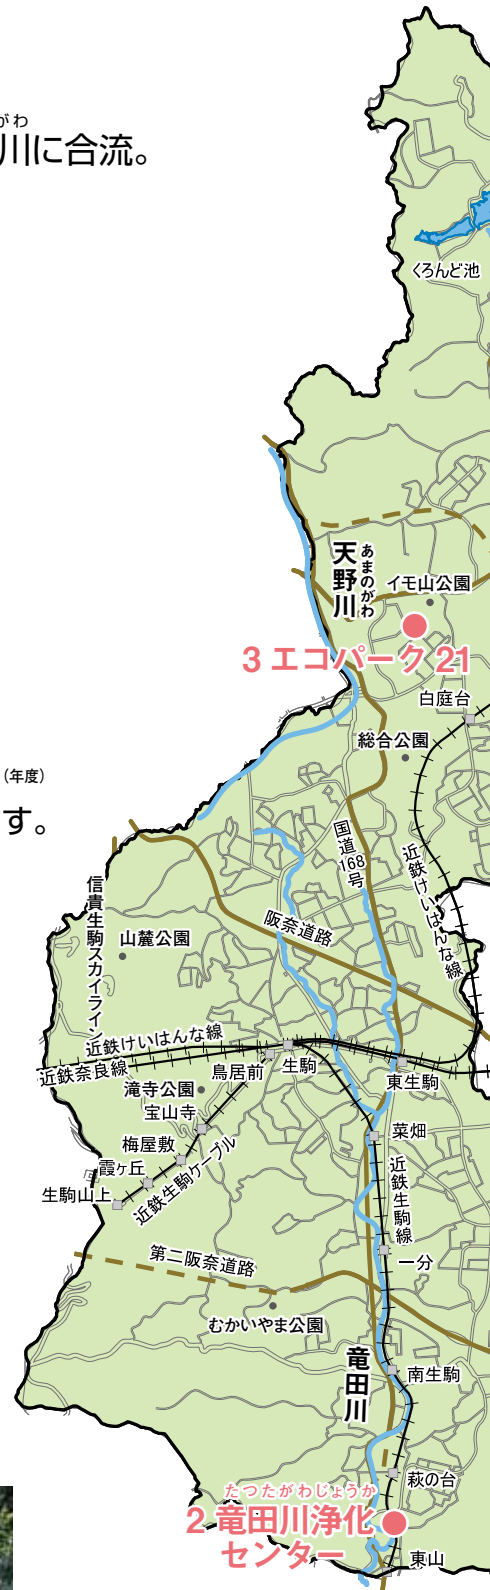 がわ
川に合流。
くろんど池
あまのがわ
天野川
イモ山公園
3 エコパーク 21
白庭台
総合公園
（年度）
す。
国道168号
近鉄けいはんな線
信貴生駒スカイライン
阪奈道路
山麓公園
近鉄けいはんな線
近鉄奈良線
鳥居前
生駒
東生駒
滝寺公園
宝山寺
菜畑
梅屋敷
霞ヶ丘
近鉄生駒ケーブル
生駒山上
近鉄生駒線
一分
第二阪奈道路
むかいやま公園
竜田川
南生駒
萩の台
たつたがわじょうか
2 竜田川浄化
センター
東山